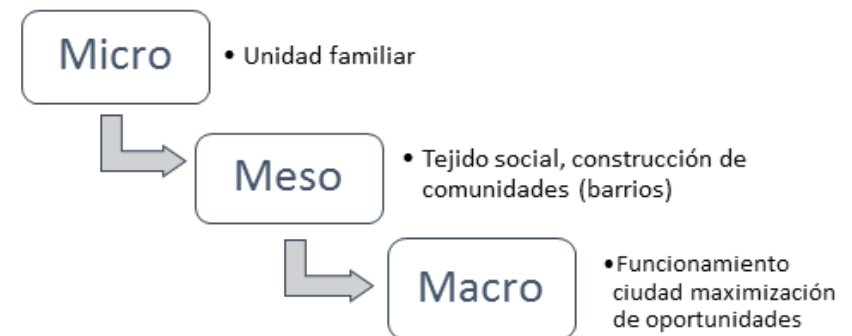 Micro
• Unidad familiar
Meso
• Tejido social, construcción de
comunidades (barrios)
Macro
•Funcionamiento
ciudad maximización
de oportunidades